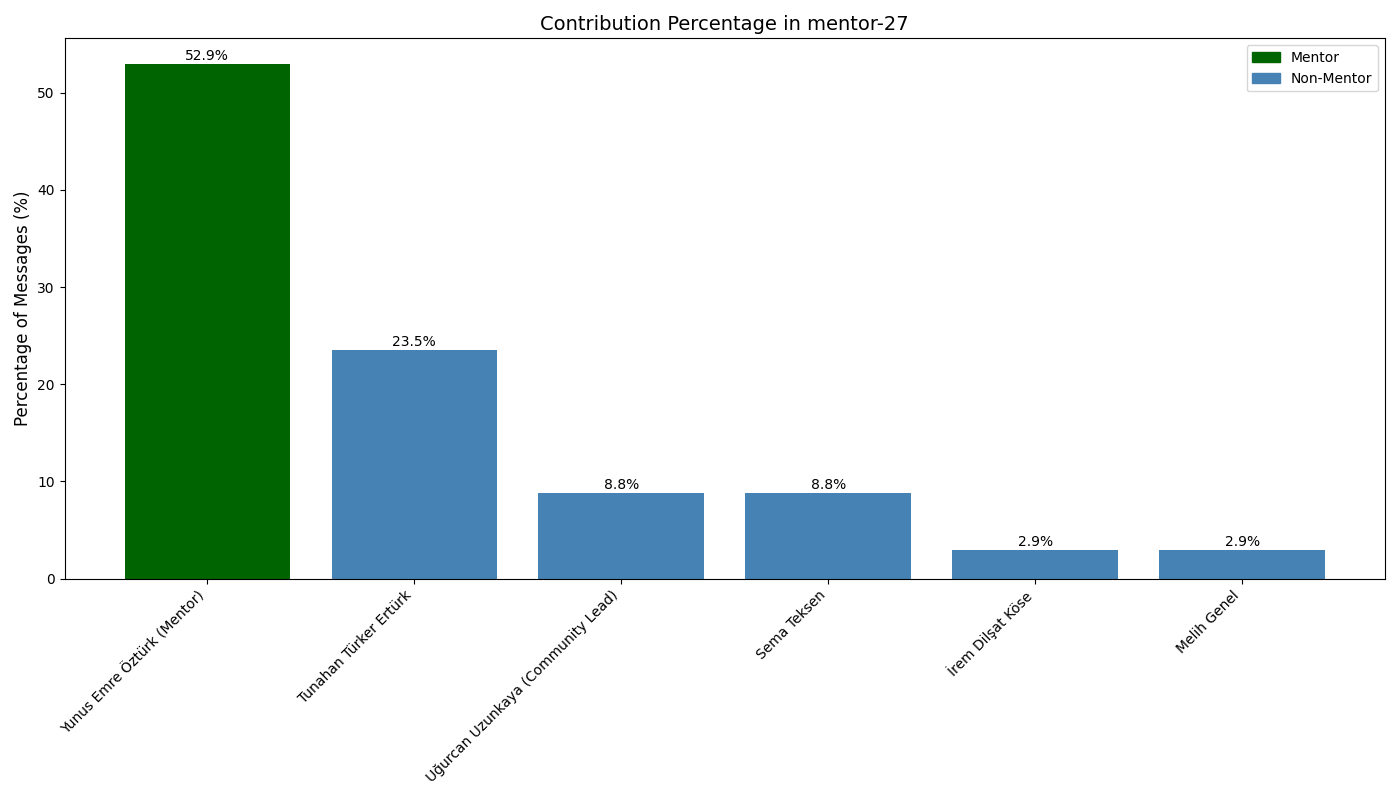 Contribution Percentage in mentor-27
Mentor
Non-Mentor
Percentage of Messages (%)
50
40
30
20
10
0
52.9%
23.5%
8.8%
8.8%
2.9%
2.9%
Yunus Emre Öztürk (Mentor)
Tunahan Türker Ertürk
Uğurcan Uzunkaya (Community Lead)
Sema Teksen
İrem Dilşat Köse
Melih Genel